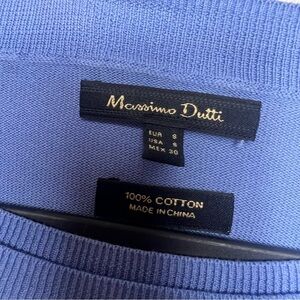 Massimo Dutti
EUR S
USA S
MEX 30
100% COTTON
MADE IN CHINA